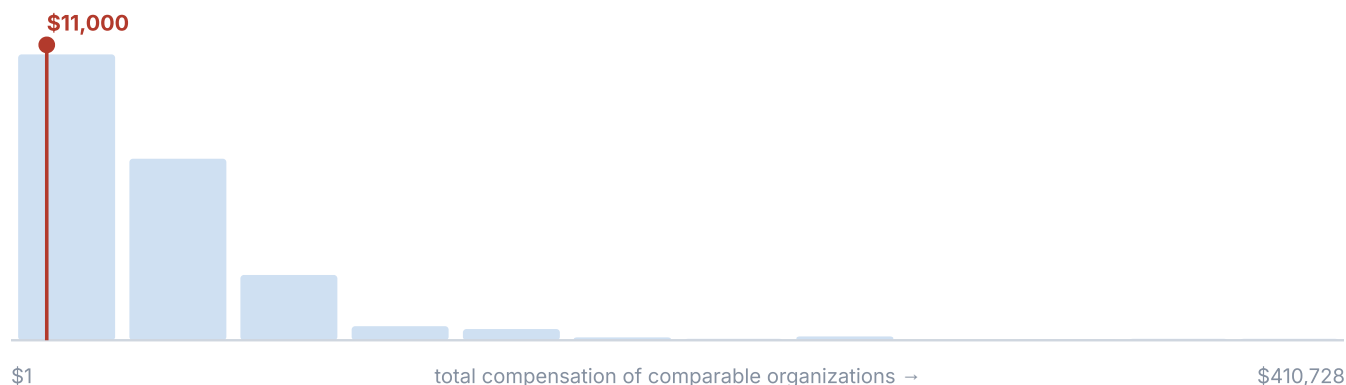 $11,000
$1
total compensation of comparable organizations →
$410,728